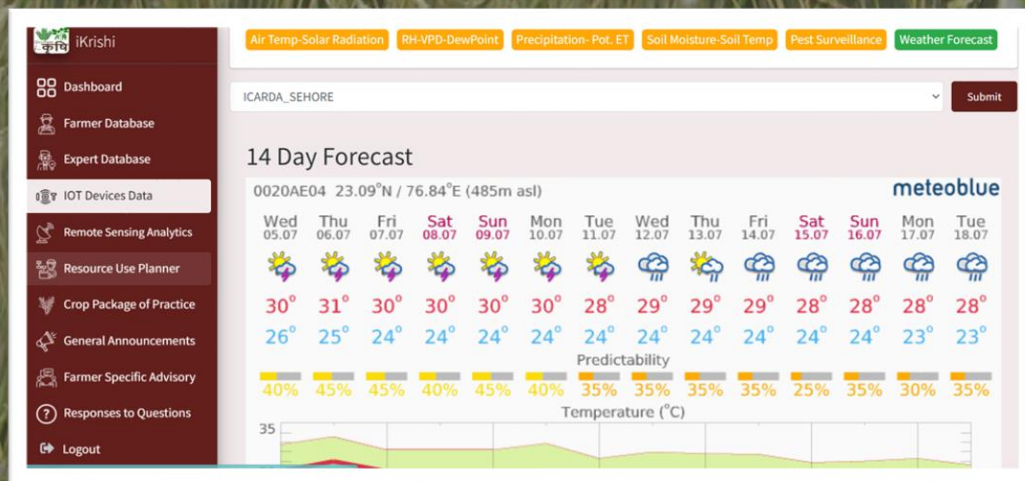 कृषि iKrishi
Dashboard
Farmer Database
Expert Database
IOT Devices Data
Remote Sensing Analytics
Resource Use Planner
Crop Package of Practice
General Announcements
Farmer Specific Advisory
Responses to Questions
Logout
Air Temp-Solar Radiation RH-VPD-DewPoint Precipitation- Pot. ET Soil Moisture-Soil Temp Pest Surveillance Weather Forecast
ICARDA_SEHORE Submit
14 Day Forecast
0020AE04 23.09°N / 76.84°E (485m asl) meteoblue
Wed Thu Fri Sat Sun Mon Tue Wed Thu Fri Sat Sun Mon Tue
05.07 06.07 07.07 08.07 09.07 10.07 11.07 12.07 13.07 14.07 15.07 16.07 17.07 18.07
30° 31° 30° 30° 30° 30° 28° 29° 29° 29° 28° 28° 28° 28°
26° 25° 24° 24° 24° 24° 24° 24° 24° 24° 24° 24° 23° 23°
Predictability
40% 45% 45% 40% 45% 40% 35% 35% 35% 35% 25% 35% 30% 35%
Temperature (°C)
35